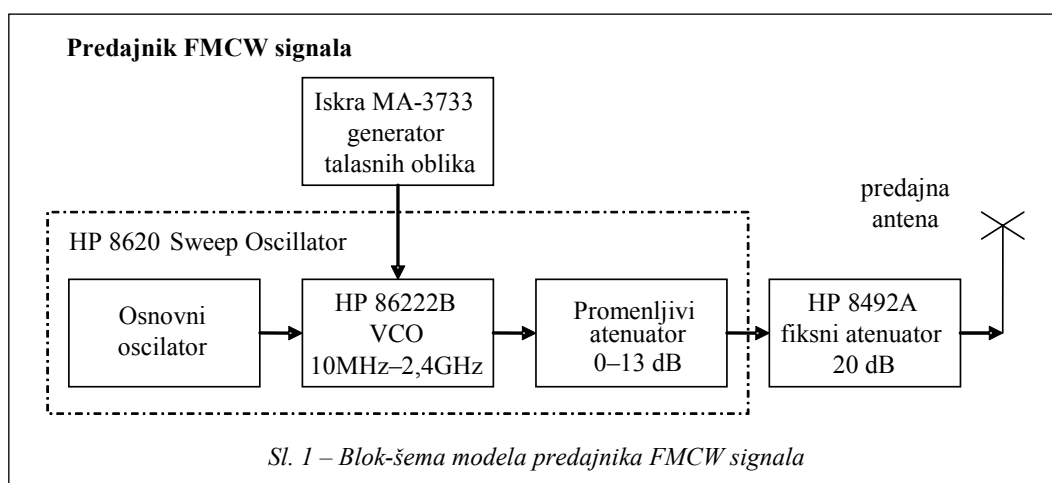 Predajnik FMCW signala
Iskra MA-3733
generator
talasnih oblika
predajna
antena
HP 8620 Sweep Oscillator
Osnovni
oscilator
HP 86222B
VCO
10MHz–2,4GHz
Promenljivi
atenuator
0–13 dB
HP 8492A
fiksni atenuator
20 dB
Sl. 1 – Blok-šema modela predajnika FMCW signala